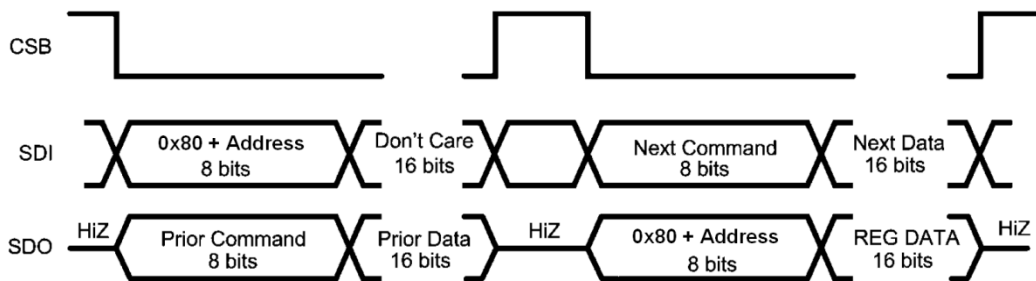 CSB
SDI
0x80 + Address
8 bits
Don't Care
16 bits
Next Command
8 bits
Next Data
16 bits
SDO
HiZ
Prior Command
8 bits
Prior Data
16 bits
HiZ
0x80 + Address
8 bits
REG DATA
16 bits
HiZ